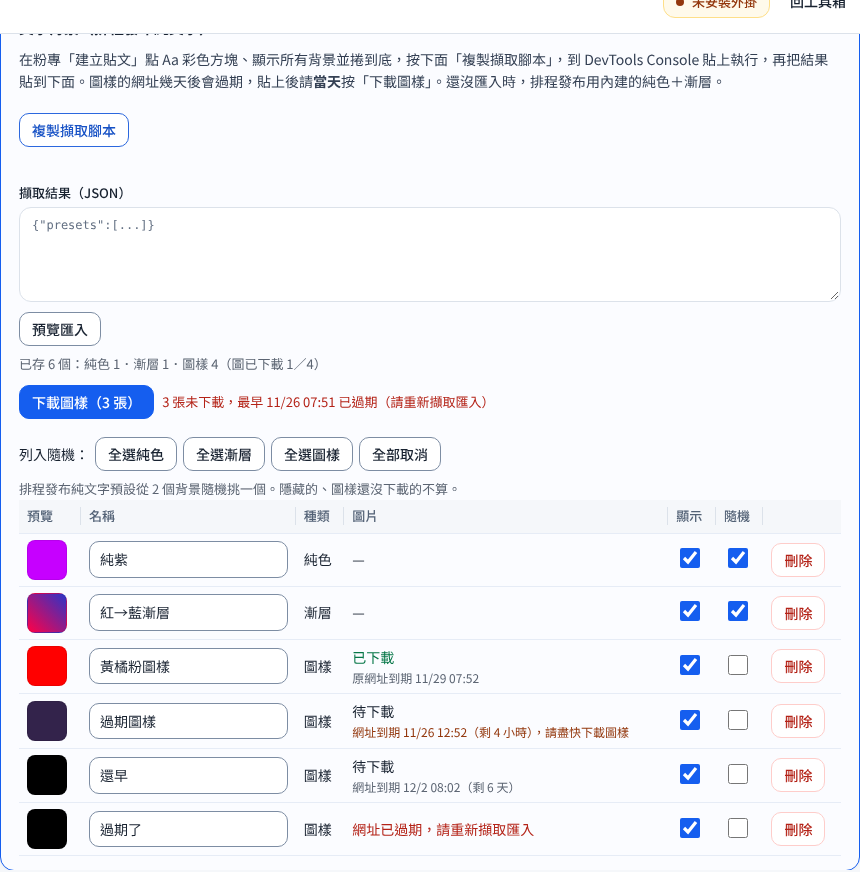 未安裝外掛
回工具箱
在粉專「建立貼文」點 Aa 彩色方塊、顯示所有背景並捲到底，按下面「複製擷取腳本」，到 DevTools Console 貼上執行，再把結果
貼到下面。圖樣的網址幾天後會過期，貼上後請當天按「下載圖樣」。還沒匯入時，排程發布用內建的純色＋漸層。
複製擷取腳本
擷取結果（JSON）
{"presets":[...]}
預覽匯入
已存 6 個：純色 1．漸層 1．圖樣 4（圖已下載 1／4）
下載圖樣（3 張） 3 張未下載，最早 11/26 07:51 已過期（請重新擷取匯入）
列入隨機： 全選純色 全選漸層 全選圖樣 全部取消
排程發布純文字預設從 2 個背景隨機挑一個。隱藏的、圖樣還沒下載的不算。
預覽 名稱 種類 圖片 顯示 隨機
純紫 純色 — 刪除
紅→藍漸層 漸層 — 刪除
黃橘粉圖樣 圖樣 已下載 刪除
原網址到期 11/29 07:52
過期圖樣 圖樣 待下載 刪除
網址到期 11/26 12:52（剩 4 小時），請盡快下載圖樣
還早 圖樣 待下載 刪除
網址到期 12/2 08:02（剩 6 天）
過期了 圖樣 網址已過期，請重新擷取匯入 刪除